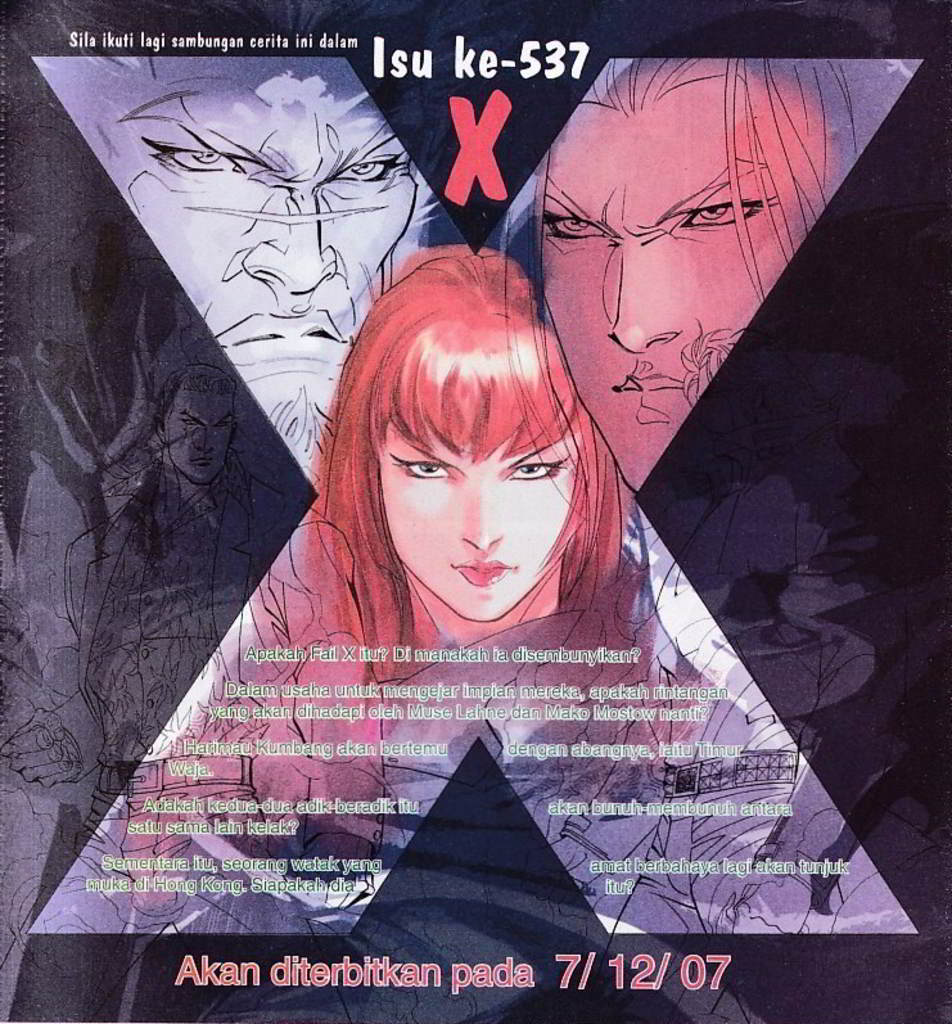 Sila ikuti lagi sambungan cerita ini dalam
Isu ke-537
X
Apakah Fail X itu? Di manakah ia disembunyikan?
Dalam usaha untuk mengejar impian mereka, apakah rintangan
yang akan dihadapi oleh Muse Lahne dan Mako Mostow nanti?
Harimau Kumbang akan bertemu dengan abangnya, iaitu Timur
Waja.
Adakah kedua-dua adik-beradik itu akan bunuh-membunuh antara
satu sama lain kelak?
Sementara itu, seorang watak yang amat berbahaya lagi akan tunjuk
muka di Hong Kong. Siapakah dia itu?
Akan diterbitkan pada 7/ 12/ 07